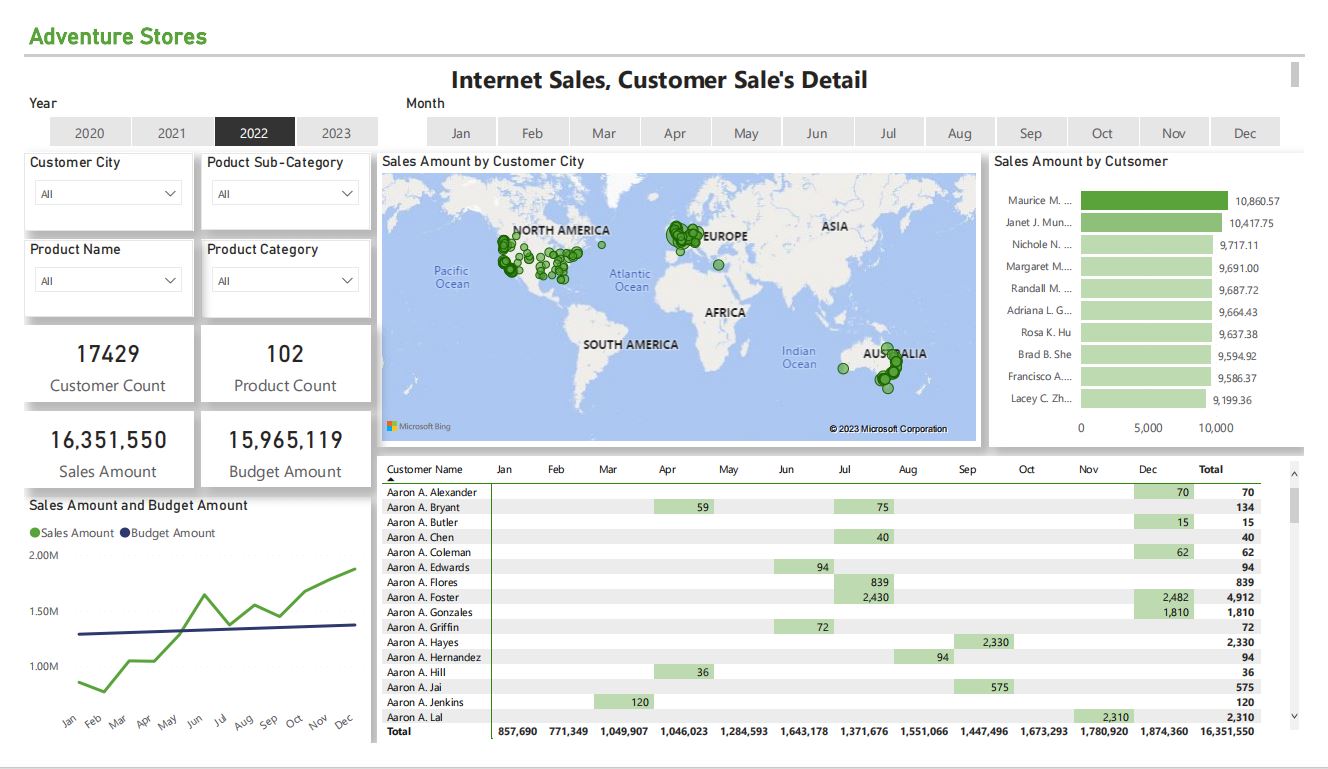 Adventure Stores
Internet Sales, Customer Sale's Detail
Year
2020 2021 2022 2023
Month
Jan Feb Mar Apr May Jun Jul Aug Sep Oct Nov Dec
Customer City
All
Poduct Sub-Category
All
Product Name
All
Product Category
All
17429
Customer Count
102
Product Count
16,351,550
Sales Amount
15,965,119
Budget Amount
Sales Amount by Customer City
NORTH AMERICA
EUROPE
ASIA
Pacific
Ocean
Atlantic
Ocean
AFRICA
SOUTH AMERICA
Indian
Ocean
AUSTRALIA
Microsoft Bing
© 2023 Microsoft Corporation
Sales Amount by Cutsomer
Maurice M. ... 10,860.57
Janet J. Mun... 10,417.75
Nichole N. ... 9,717.11
Margaret M.... 9,691.00
Randall M. ... 9,687.72
Adriana L. G... 9,664.43
Rosa K. Hu 9,637.38
Brad B. She 9,594.92
Francisco A.... 9,586.37
Lacey C. Zh... 9,199.36
0 5,000 10,000
Sales Amount and Budget Amount
Sales Amount Budget Amount
2.00M
1.50M
1.00M
Jan Feb Mar Apr May Jun Jul Aug Sep Oct Nov Dec
Customer Name Jan Feb Mar Apr May Jun Jul Aug Sep Oct Nov Dec Total
Aaron A. Alexander 70 70
Aaron A. Bryant 59 75 134
Aaron A. Butler 15 15
Aaron A. Chen 40 40
Aaron A. Coleman 62 62
Aaron A. Edwards 94 94
Aaron A. Flores 839 839
Aaron A. Foster 2,430 2,482 4,912
Aaron A. Gonzales 1,810 1,810
Aaron A. Griffin 72 72
Aaron A. Hayes 2,330 2,330
Aaron A. Hernandez 94 94
Aaron A. Hill 36 36
Aaron A. Jai 575 575
Aaron A. Jenkins 120 120
Aaron A. Lal 2,310 2,310
Total 857,690 771,349 1,049,907 1,046,023 1,284,593 1,643,178 1,371,676 1,551,066 1,447,496 1,673,293 1,780,920 1,874,360 16,351,550